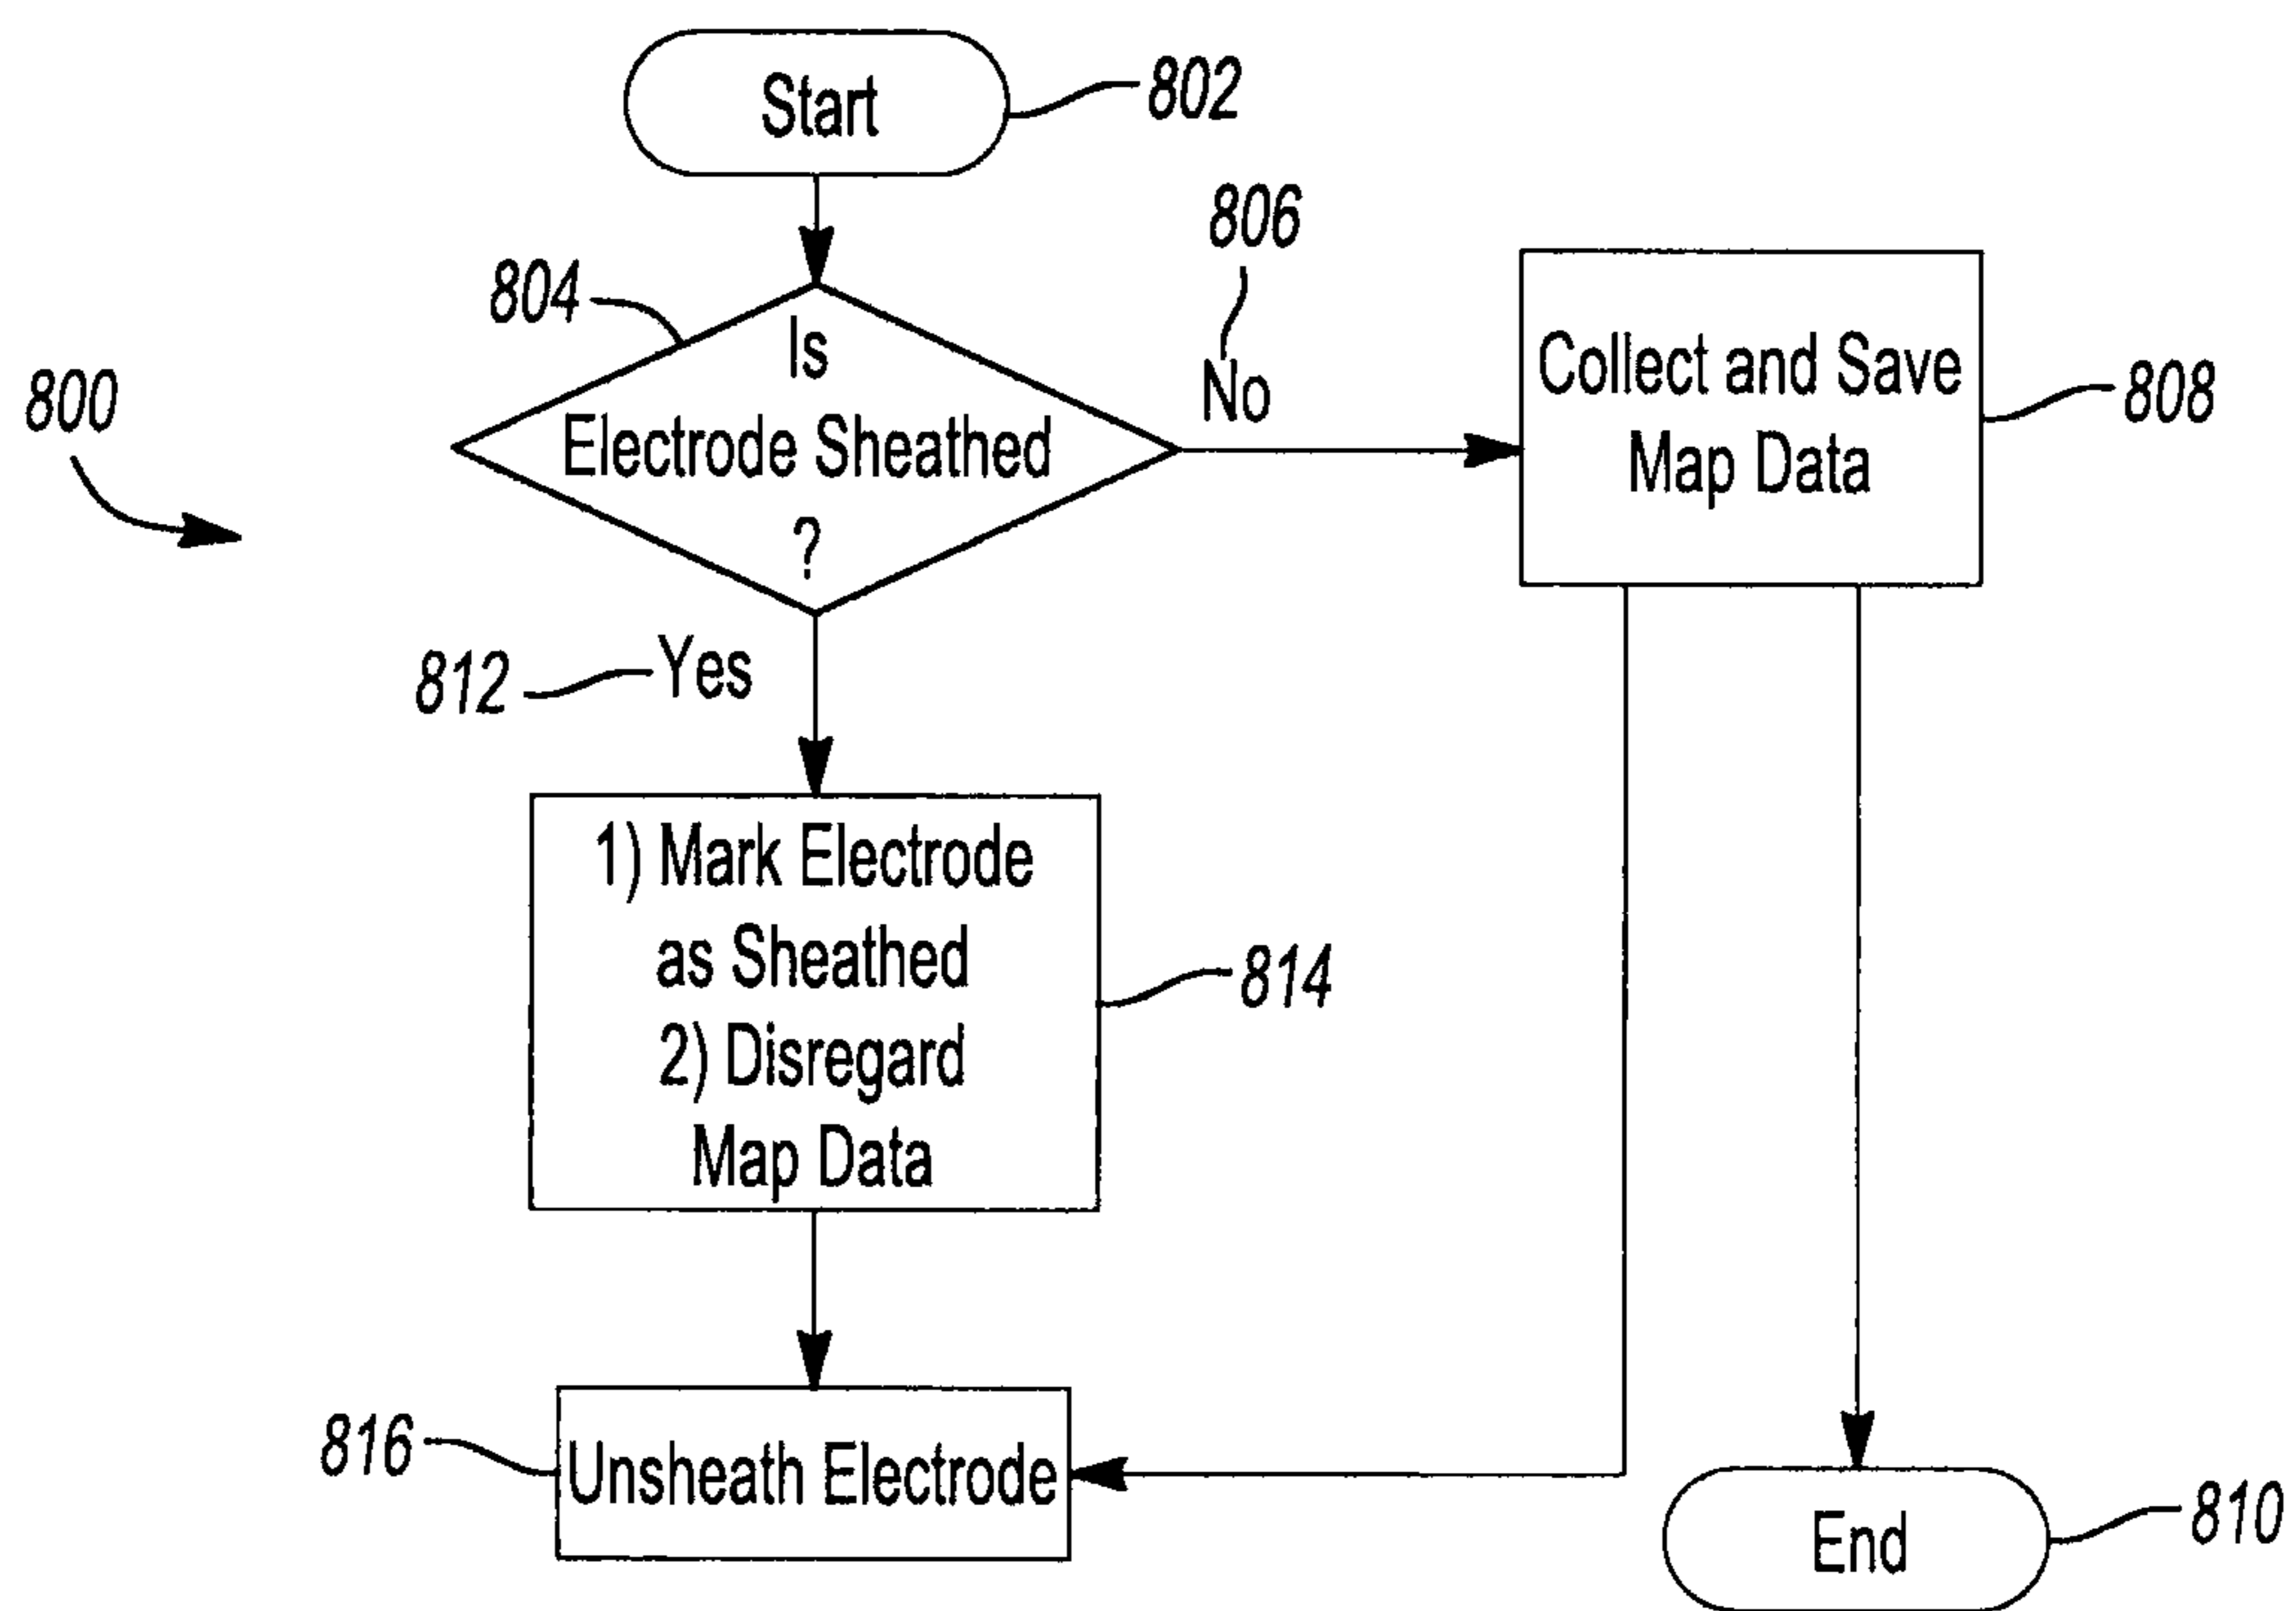 Start
802
806
804
Is
Electrode Sheathed
?
No
800
Collect and Save
Map Data
808
812
Yes
1) Mark Electrode
as Sheathed
2) Disregard
Map Data
814
816
Unsheath Electrode
End
810